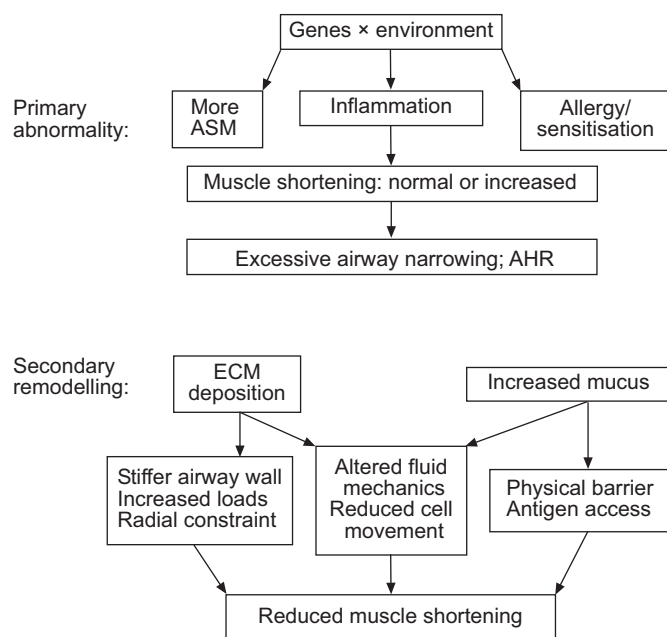 Genes × environment
Primary
abnormality:
More
ASM
Inflammation
Allergy/
sensitisation
Muscle shortening: normal or increased
Excessive airway narrowing; AHR
Secondary
remodelling:
ECM
deposition
Increased mucus
Stiffer airway wall
Increased loads
Radial constraint
Altered fluid
mechanics
Reduced cell
movement
Physical barrier
Antigen access
Reduced muscle shortening